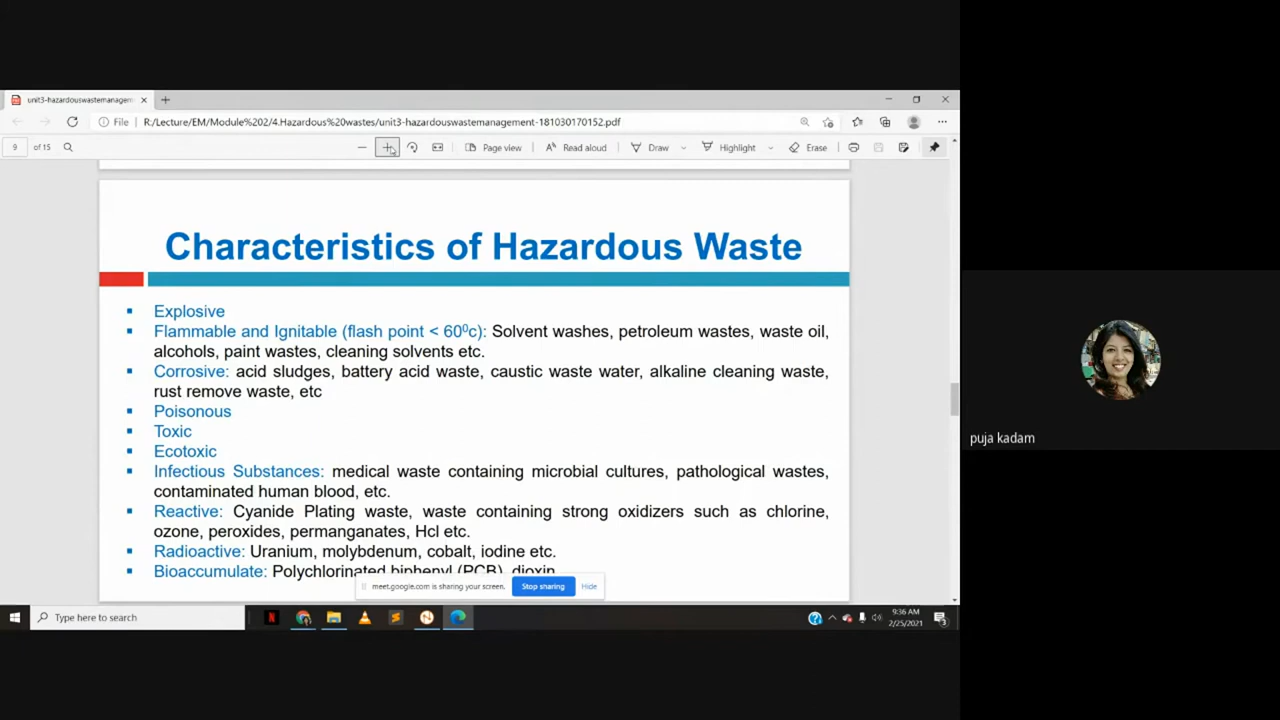 unit3-hazardouswastemanagem
File
R:/Lecture/EM/Module%202/4.Hazardous%20wastes/unit3-hazardouswastemanagement-181030170152.pdf
9 of 15
Page view
Read aloud
Draw
Highlight
Erase
Characteristics of Hazardous Waste
▪ Explosive
▪ Flammable and Ignitable (flash point < 60⁰c): Solvent washes, petroleum wastes, waste oil,
alcohols, paint wastes, cleaning solvents etc.
▪ Corrosive: acid sludges, battery acid waste, caustic waste water, alkaline cleaning waste,
rust remove waste, etc
▪ Poisonous
▪ Toxic
▪ Ecotoxic
▪ Infectious Substances: medical waste containing microbial cultures, pathological wastes,
contaminated human blood, etc.
▪ Reactive: Cyanide Plating waste, waste containing strong oxidizers such as chlorine,
ozone, peroxides, permanganates, Hcl etc.
▪ Radioactive: Uranium, molybdenum, cobalt, iodine etc.
▪ Bioaccumulate: Polychlorinated biphenyl (PCB), dioxin
meet.google.com is sharing your screen.
Stop sharing
Hide
puja kadam
Type here to search
9:36 AM
2/25/2021
3